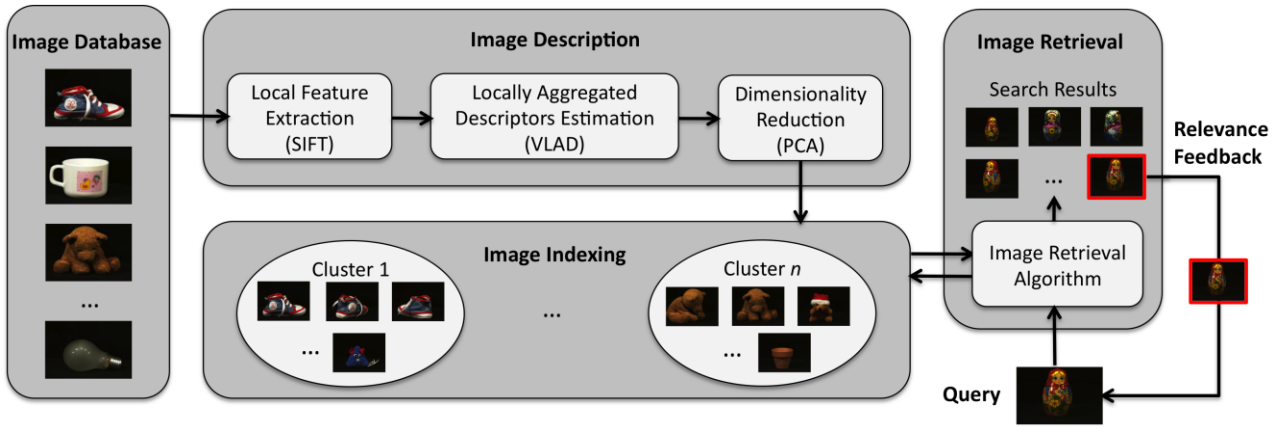 Image Database
...
Image Description
Local Feature
Extraction
(SIFT)
Locally Aggregated
Descriptors Estimation
(VLAD)
Dimensionality
Reduction
(PCA)
Image Indexing
Cluster 1
...
...
Cluster n
...
Image Retrieval
Search Results
...
Image Retrieval
Algorithm
Relevance
Feedback
Query